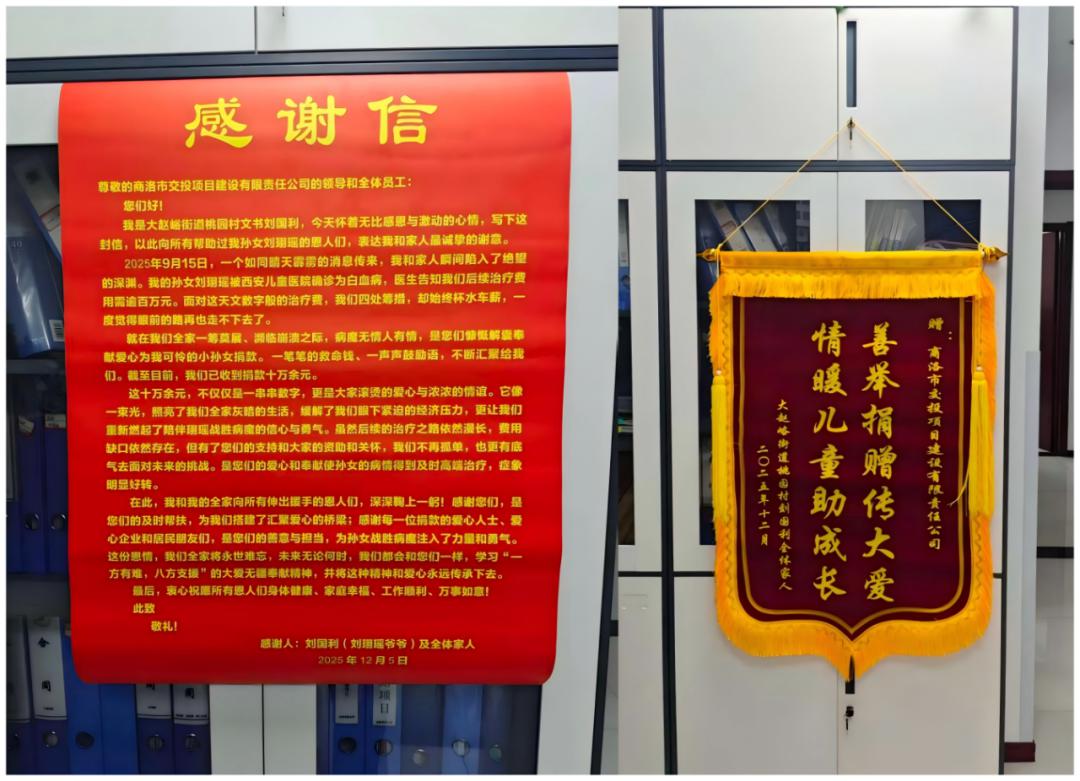 感谢信
尊敬的商洛市交投项目建设有限责任公司的领导和全体员工：
您们好！
我是大赵峪街道桃园村文书刘国利，今天怀着无比感恩与激动的心情，写下这
封信，以此向所有帮助过我孙女刘珝瑶的恩人们，表达我和家人最诚挚的谢意。
2025年9月15日，一个如同晴天霹雳的消息传来，我和家人瞬间陷入了绝望
的深渊。我的孙女刘珝瑶被西安儿童医院确诊为白血病，医生告知我们后续治疗费
用需逾百万元。面对这天文数字般的治疗费，我们四处筹措，却始终杯水车薪，一
度觉得眼前的路再也走不下去了。
就在我们全家一筹莫展、濒临崩溃之际，病魔无情人有情，是您们慷慨解囊奉
献爱心为我可怜的小孙女捐款。一笔笔的救命钱、一声声鼓励语，不断汇聚给我
们。截至目前，我们已收到捐款十万余元。
这十万余元，不仅仅是一串串数字，更是大家滚烫的爱心与浓浓的情谊。它像
一束光，照亮了我们全家灰暗的生活，缓解了我们眼下紧迫的经济压力，更让我们
重新燃起了陪伴珝瑶战胜病魔的信心与勇气。虽然后续的治疗之路依然漫长，费用
缺口依然存在，但有了您们的支持和大家的资助和关怀，我们不再孤单，也更有底
气去面对未来的挑战。是您们的爱心和奉献使孙女的病情得到及时高端治疗，症象
明显好转。
在此，我和我的全家向所有伸出援手的恩人们，深深鞠上一躬！感谢您们，是
您们的及时帮扶，为我们搭建了汇聚爱心的桥梁；感谢每一位捐款的爱心人士、爱
心企业和居民朋友们，是您们的善意与担当，为孙女战胜病魔注入了力量和勇气。
这份恩情，我们全家将永世难忘，未来无论何时，我们都会和您们一样，学习“一
方有难，八方支援”的大爱无疆奉献精神，并将这种精神和爱心永远传承下去。
最后，衷心祝愿所有恩人们身体健康、家庭幸福、工作顺利、万事如意！
此致
敬礼！
感谢人：刘国利（刘珝瑶爷爷）及全体家人
2025年12月5日
赠：
商洛市交投项目建设有限责任公司
善举捐赠传大爱
情暖儿童助成长
大赵峪街道桃园村刘国利全体家人
二〇二五年十二月